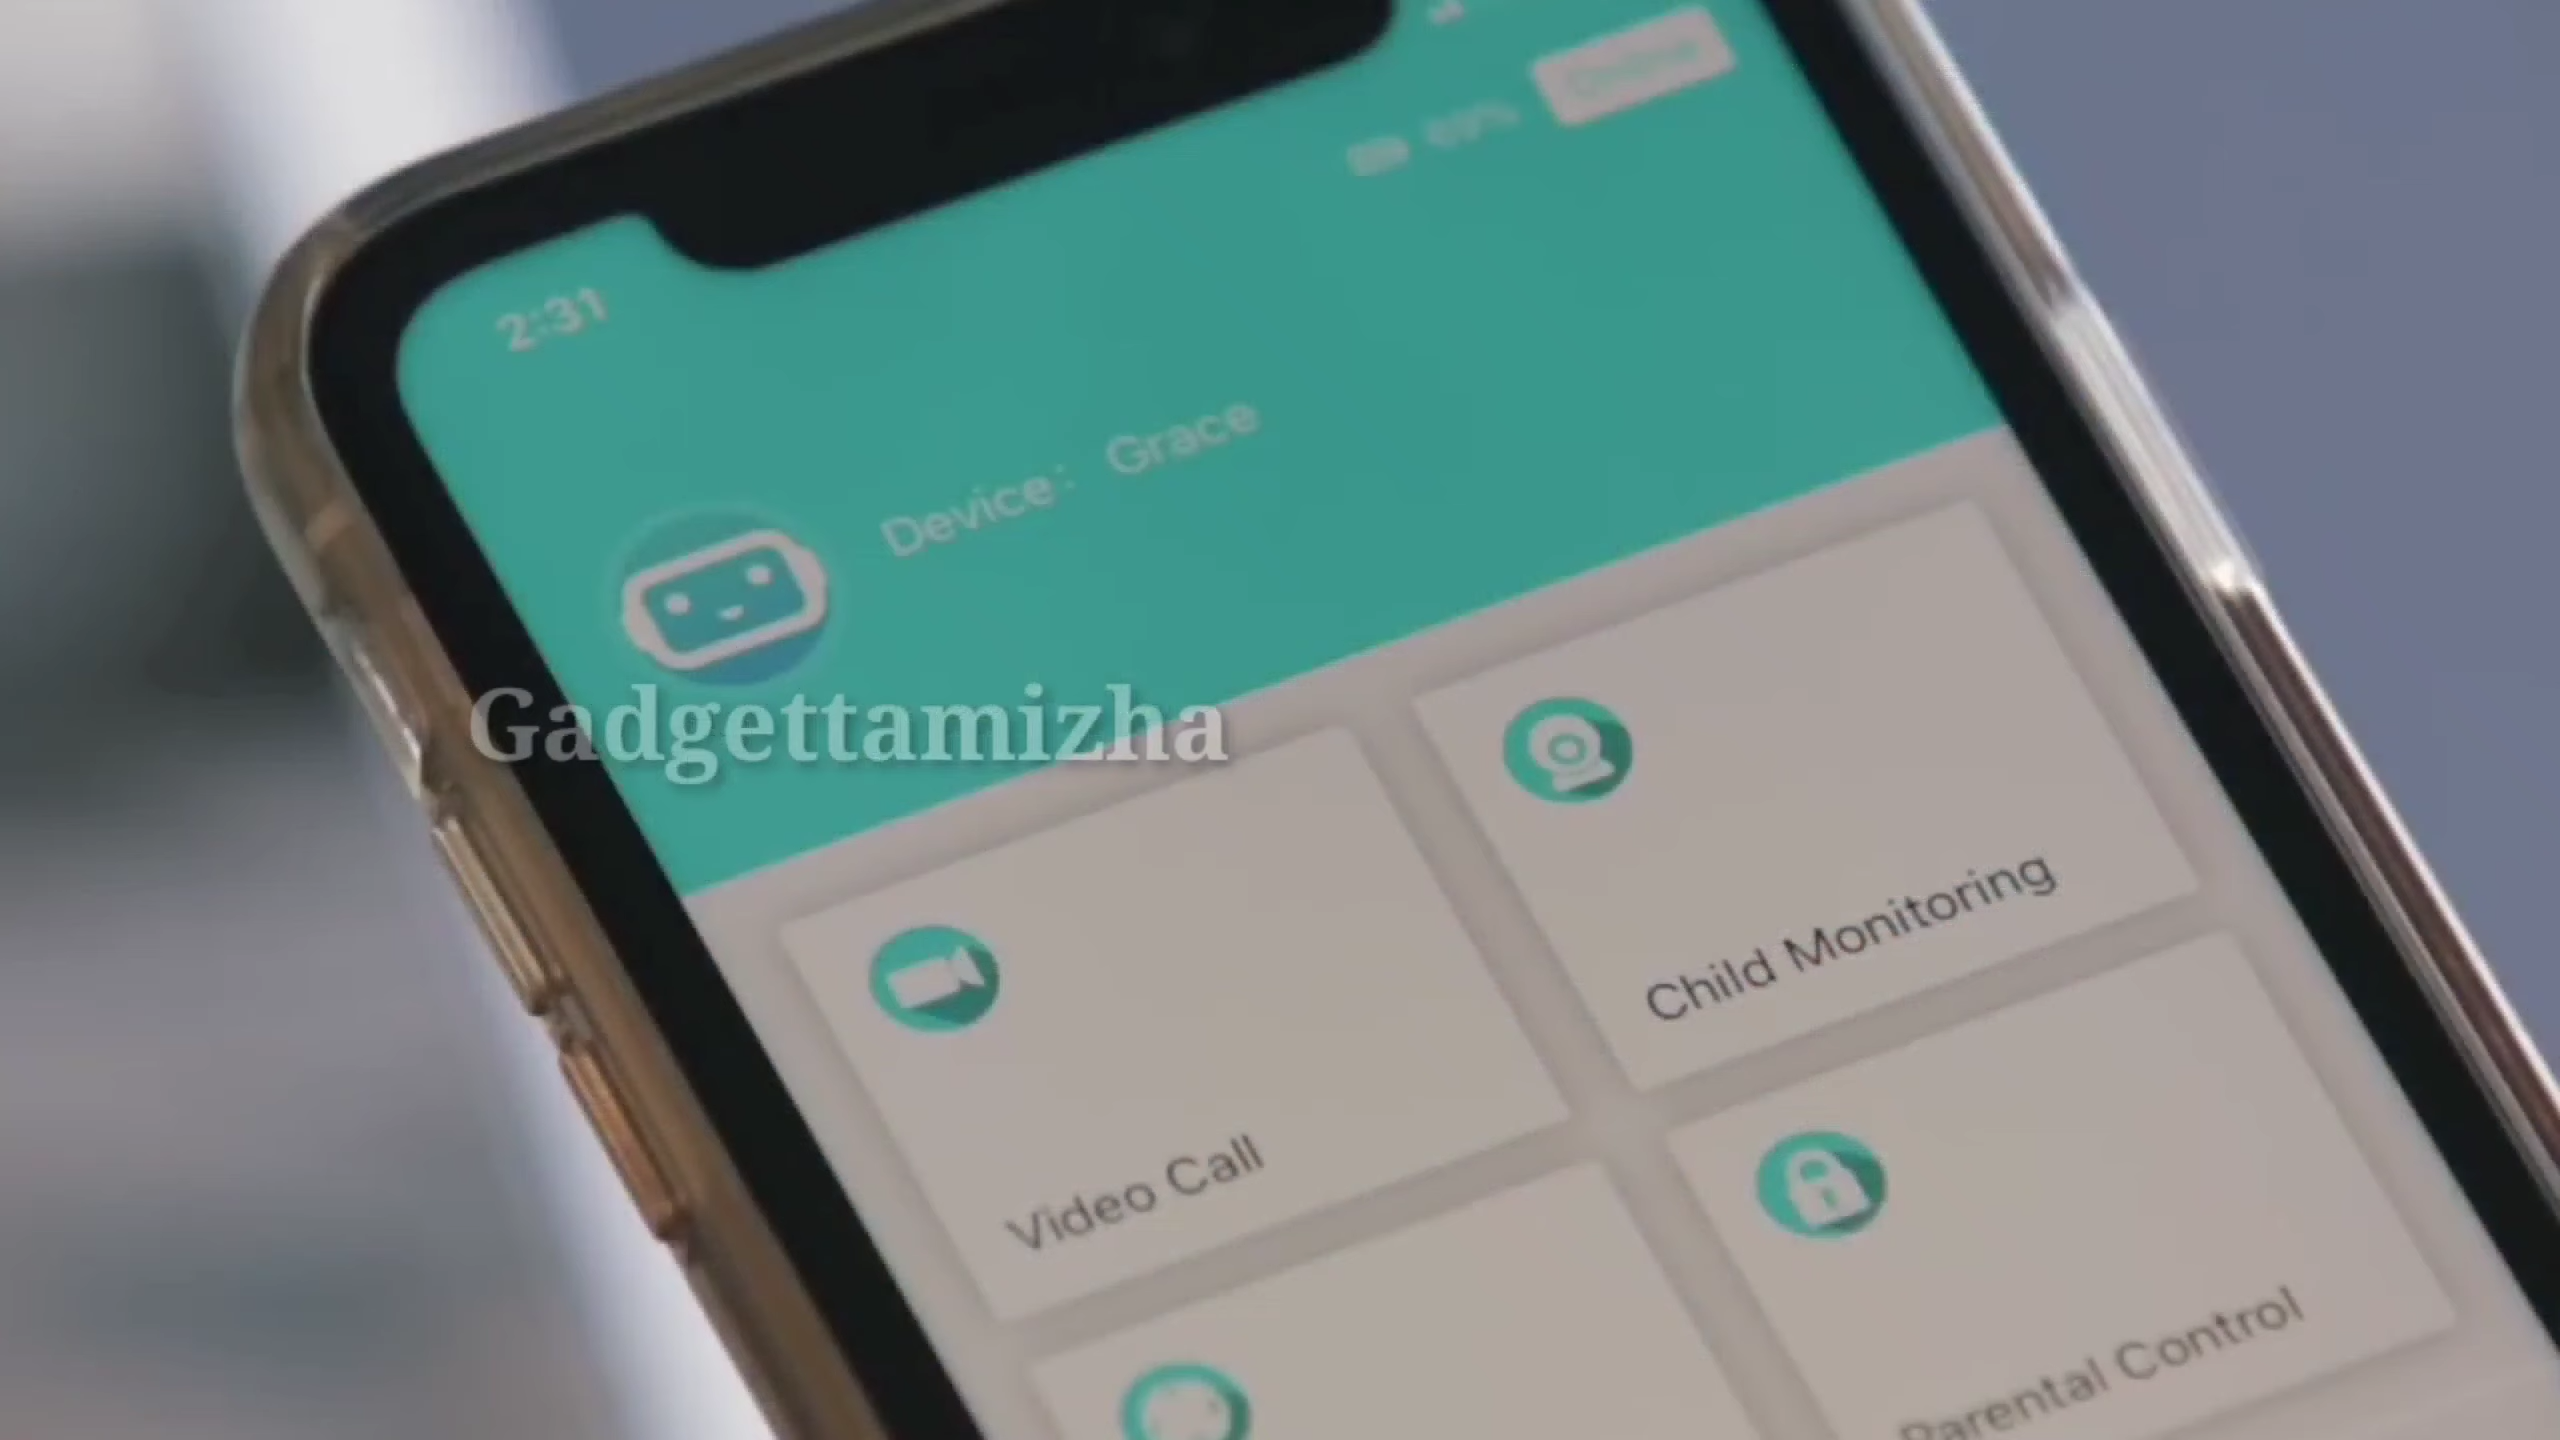 2:31
Device: Grace
Gadgettamizha
Child Monitoring
Video Call
Parental Control